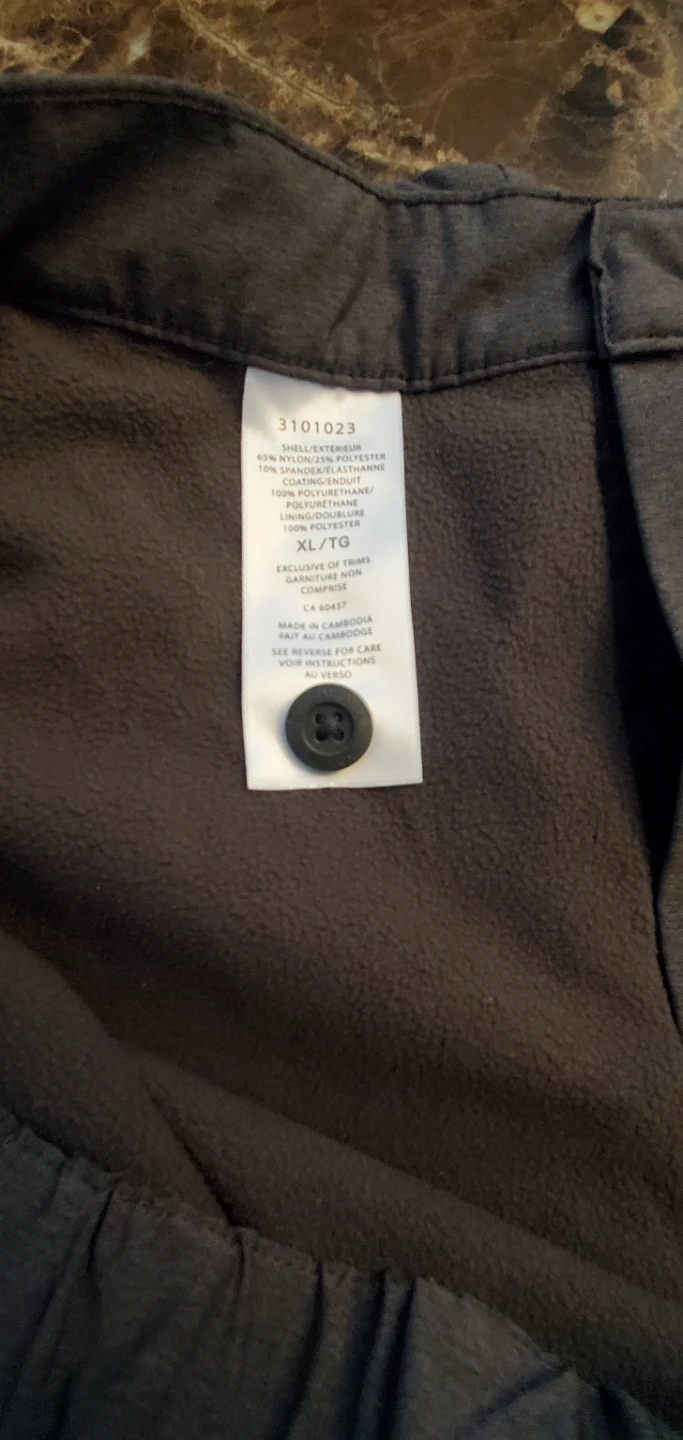 3101023
SHELL/EXTÉRIEUR
65% NYLON/25% POLYESTER
10% SPANDEX/ÉLASTHANNE
COATING/ENDUIT
100% POLYURETHANE/
POLYURÉTHANE
LINING/DOUBLURE
100% POLYESTER
XL/TG
EXCLUSIVE OF TRIMS
GARNITURE NON
COMPRISE
CA 60437
MADE IN CAMBODIA
FAIT AU CAMBODGE
SEE REVERSE FOR CARE
VOIR INSTRUCTIONS
AU VERSO